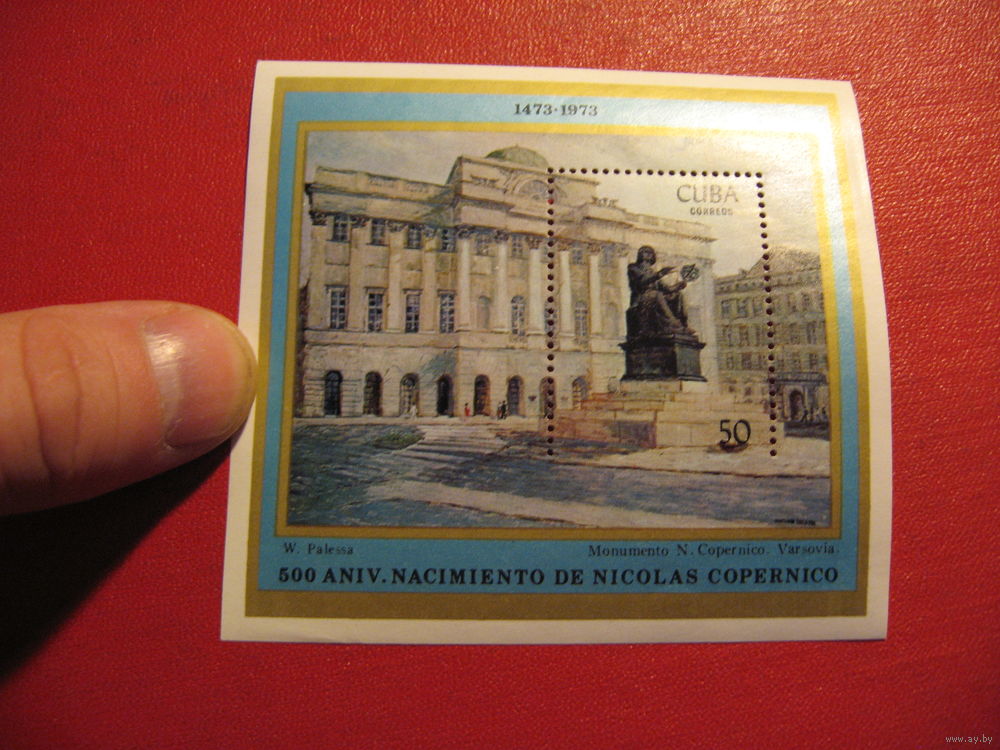 1473·1973
CUBA
CORREOS
50
W. Palessa
Monumento N. Copernico. Varsovia.
500 ANIV. NACIMIENTO DE NICOLAS COPERNICO
www.ay.by